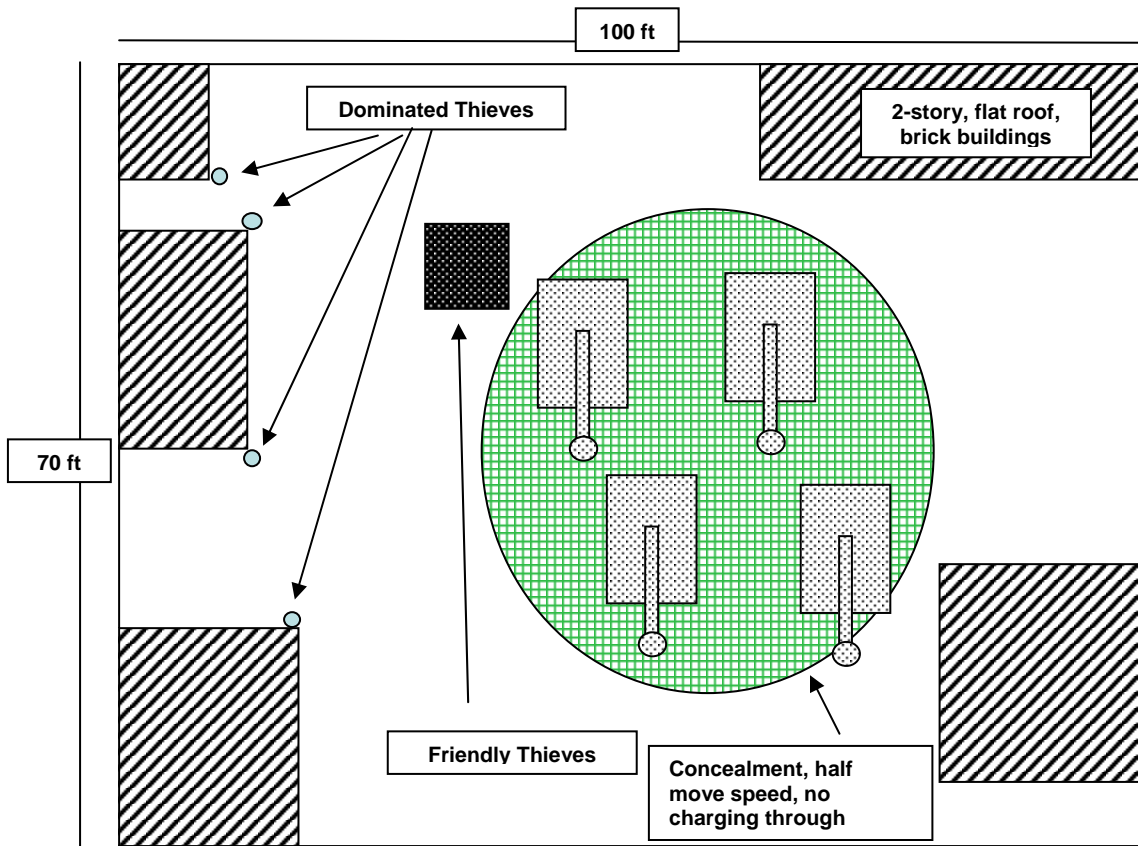 100 ft
Dominated Thieves
2-story, flat roof,
brick buildings
70 ft
Friendly Thieves
Concealment, half
move speed, no
charging through